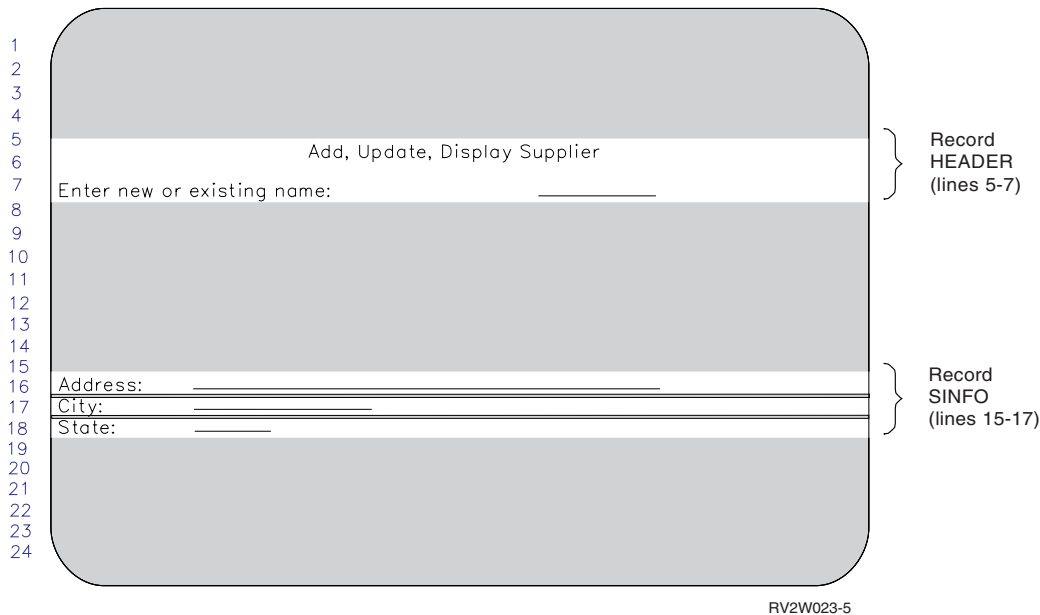 1
2
3
4
5
Add, Update, Display Supplier
6
7
Enter new or existing name:
Record
HEADER
(lines 5-7)
8
9
10
11
12
13
14
15
16
Address:
17
City:
18
State:
Record
SINFO
(lines 15-17)
19
20
21
22
23
24
RV2W023-5